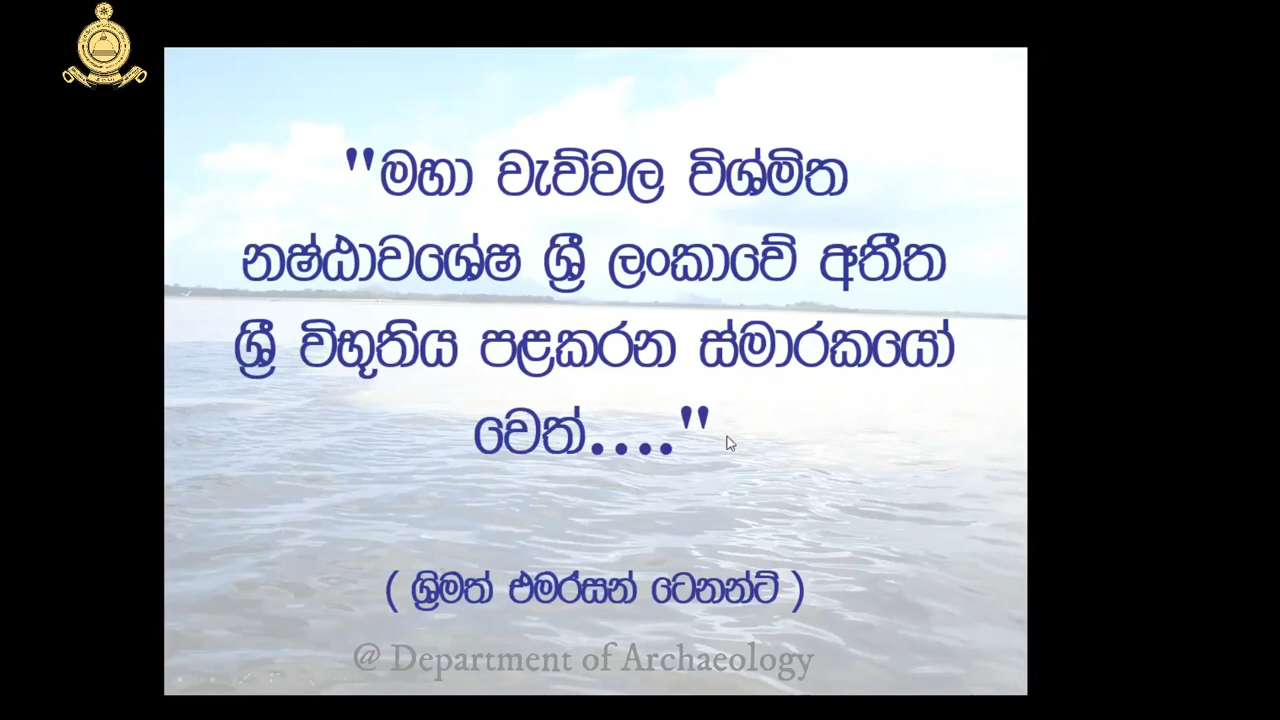 "මහා වැව්වල විශ්මිත
නෂ්ඨාවශේෂ ශ්‍රී ලංකාවේ අතීත
ශ්‍රී විභූතිය පළකරන ස්මාරකයෝ
වෙත්...."
( ශ්‍රිමත් එමර්සන් ටෙනන්ට් )
@ Department of Archaeology